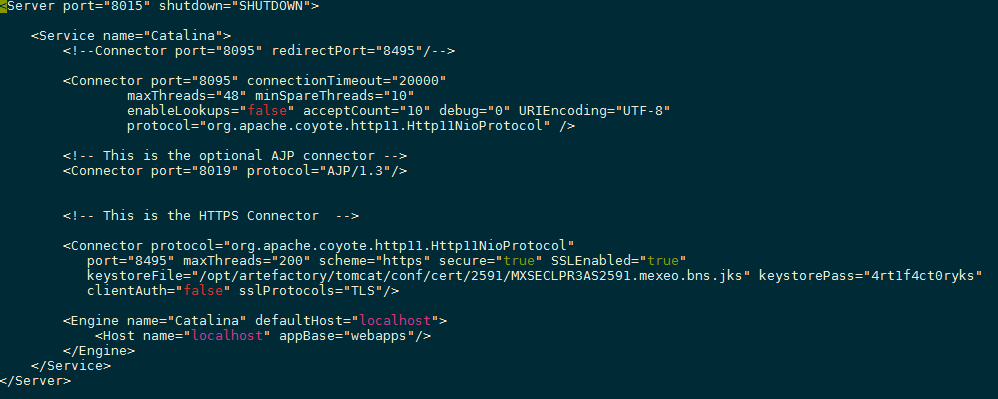 <Server port="8015" shutdown="SHUTDOWN">
<Service name="Catalina">
<!--Connector port="8095" redirectPort="8495"/-->
<Connector port="8095" connectionTimeout="20000"
maxThreads="48" minSpareThreads="10"
enableLookups="false" acceptCount="10" debug="0" URIEncoding="UTF-8"
protocol="org.apache.coyote.http11.Http11NioProtocol" />
<!-- This is the optional AJP connector -->
<Connector port="8019" protocol="AJP/1.3"/>
<!-- This is the HTTPS Connector  -->
<Connector protocol="org.apache.coyote.http11.Http11NioProtocol"
port="8495" maxThreads="200" scheme="https" secure="true" SSLEnabled="true"
keystoreFile="/opt/artefactory/tomcat/conf/cert/2591/MXSECLPR3AS2591.mexeo.bns.jks" keystorePass="4rt1f4ct0ryks"
clientAuth="false" sslProtocols="TLS"/>
<Engine name="Catalina" defaultHost="localhost">
<Host name="localhost" appBase="webapps"/>
</Engine>
</Service>
</Server>